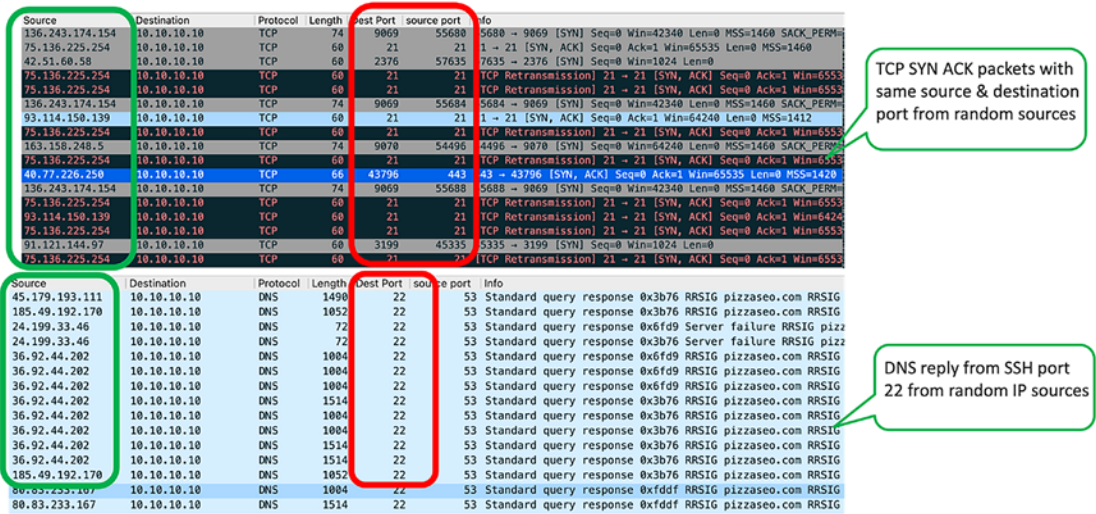 Source Destination Protocol Length Dest Port source port Info
136.243.174.154 10.10.10.10 TCP 74 9069 55680 5680 → 9069 [SYN] Seq=0 Win=42340 Len=0 MSS=1460 SACK_PERM=
75.136.225.254 10.10.10.10 TCP 60 21 21 1 → 21 [SYN, ACK] Seq=0 Ack=1 Win=65535 Len=0 MSS=1460
42.51.60.58 10.10.10.10 TCP 60 2376 57635 7635 → 2376 [SYN] Seq=0 Win=1024 Len=0
75.136.225.254 10.10.10.10 TCP 60 21 21 TCP Retransmission] 21 → 21 [SYN, ACK] Seq=0 Ack=1 Win=6553
75.136.225.254 10.10.10.10 TCP 60 21 21 TCP Retransmission] 21 → 21 [SYN, ACK] Seq=0 Ack=1 Win=6553
136.243.174.154 10.10.10.10 TCP 74 9069 55684 5684 → 9069 [SYN] Seq=0 Win=42340 Len=0 MSS=1460 SACK_PERM=
93.114.150.139 10.10.10.10 TCP 60 21 21 1 → 21 [SYN, ACK] Seq=0 Ack=1 Win=64240 Len=0 MSS=1412
75.136.225.254 10.10.10.10 TCP 60 21 21 TCP Retransmission] 21 → 21 [SYN, ACK] Seq=0 Ack=1 Win=6553
163.158.248.5 10.10.10.10 TCP 74 9070 54496 4496 → 9070 [SYN] Seq=0 Win=64240 Len=0 MSS=1460 SACK_PERM=
75.136.225.254 10.10.10.10 TCP 60 21 21 TCP Retransmission] 21 → 21 [SYN, ACK] Seq=0 Ack=1 Win=6553
40.77.226.250 10.10.10.10 TCP 66 43796 443 43 → 43796 [SYN, ACK] Seq=0 Ack=1 Win=65535 Len=0 MSS=1420
136.243.174.154 10.10.10.10 TCP 74 9069 55688 5688 → 9069 [SYN] Seq=0 Win=42340 Len=0 MSS=1460 SACK_PERM=
75.136.225.254 10.10.10.10 TCP 60 21 21 TCP Retransmission] 21 → 21 [SYN, ACK] Seq=0 Ack=1 Win=6553
93.114.150.139 10.10.10.10 TCP 60 21 21 TCP Retransmission] 21 → 21 [SYN, ACK] Seq=0 Ack=1 Win=6424
75.136.225.254 10.10.10.10 TCP 60 21 21 TCP Retransmission] 21 → 21 [SYN, ACK] Seq=0 Ack=1 Win=6553
91.121.144.97 10.10.10.10 TCP 60 3199 45335 5335 → 3199 [SYN] Seq=0 Win=1024 Len=0
75.136.225.254 10.10.10.10 TCP 60 21 21 TCP Retransmission] 21 → 21 [SYN, ACK] Seq=0 Ack=1 Win=6553
TCP SYN ACK packets with
same source & destination
port from random sources
Source Destination Protocol Length Dest Port source port Info
45.179.193.111 10.10.10.10 DNS 1490 22 53 Standard query response 0x3b76 RRSIG pizzaseo.com RRSIG
185.49.192.170 10.10.10.10 DNS 1052 22 53 Standard query response 0x3b76 RRSIG pizzaseo.com RRSIG
24.199.33.46 10.10.10.10 DNS 72 22 53 Standard query response 0x6fd9 Server failure RRSIG pizz
24.199.33.46 10.10.10.10 DNS 72 22 53 Standard query response 0x3b76 Server failure RRSIG pizz
36.92.44.202 10.10.10.10 DNS 1004 22 53 Standard query response 0x6fd9 RRSIG pizzaseo.com RRSIG
36.92.44.202 10.10.10.10 DNS 1004 22 53 Standard query response 0x6fd9 RRSIG pizzaseo.com RRSIG
36.92.44.202 10.10.10.10 DNS 1004 22 53 Standard query response 0x6fd9 RRSIG pizzaseo.com RRSIG
36.92.44.202 10.10.10.10 DNS 1514 22 53 Standard query response 0x3b76 RRSIG pizzaseo.com RRSIG
36.92.44.202 10.10.10.10 DNS 1004 22 53 Standard query response 0x3b76 RRSIG pizzaseo.com RRSIG
36.92.44.202 10.10.10.10 DNS 1004 22 53 Standard query response 0x3b76 RRSIG pizzaseo.com RRSIG
36.92.44.202 10.10.10.10 DNS 1514 22 53 Standard query response 0x3b76 RRSIG pizzaseo.com RRSIG
36.92.44.202 10.10.10.10 DNS 1514 22 53 Standard query response 0x3b76 RRSIG pizzaseo.com RRSIG
185.49.192.170 10.10.10.10 DNS 1052 22 53 Standard query response 0x3b76 RRSIG pizzaseo.com RRSIG
80.83.233.167 10.10.10.10 DNS 1004 22 53 Standard query response 0xfddf RRSIG pizzaseo.com RRSIG
80.83.233.167 10.10.10.10 DNS 1514 22 53 Standard query response 0xfddf RRSIG pizzaseo.com RRSIG
DNS reply from SSH port
22 from random IP sources